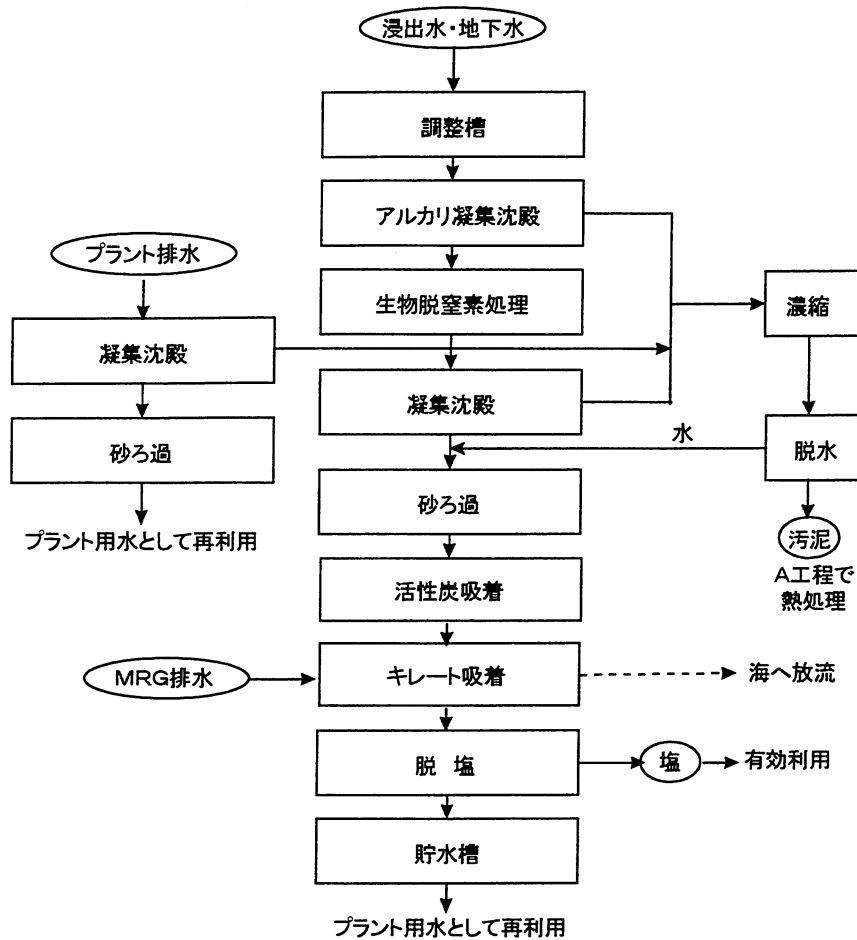 浸出水・地下水
調整槽
アルカリ凝集沈殿
プラント排水
生物脱窒素処理
濃縮
凝集沈殿
凝集沈殿
水
脱水
砂ろ過
砂ろ過
プラント用水として再利用
汚泥
A工程で
熱処理
活性炭吸着
MRG排水
キレート吸着
海へ放流
脱 塩
塩
有効利用
貯水槽
プラント用水として再利用